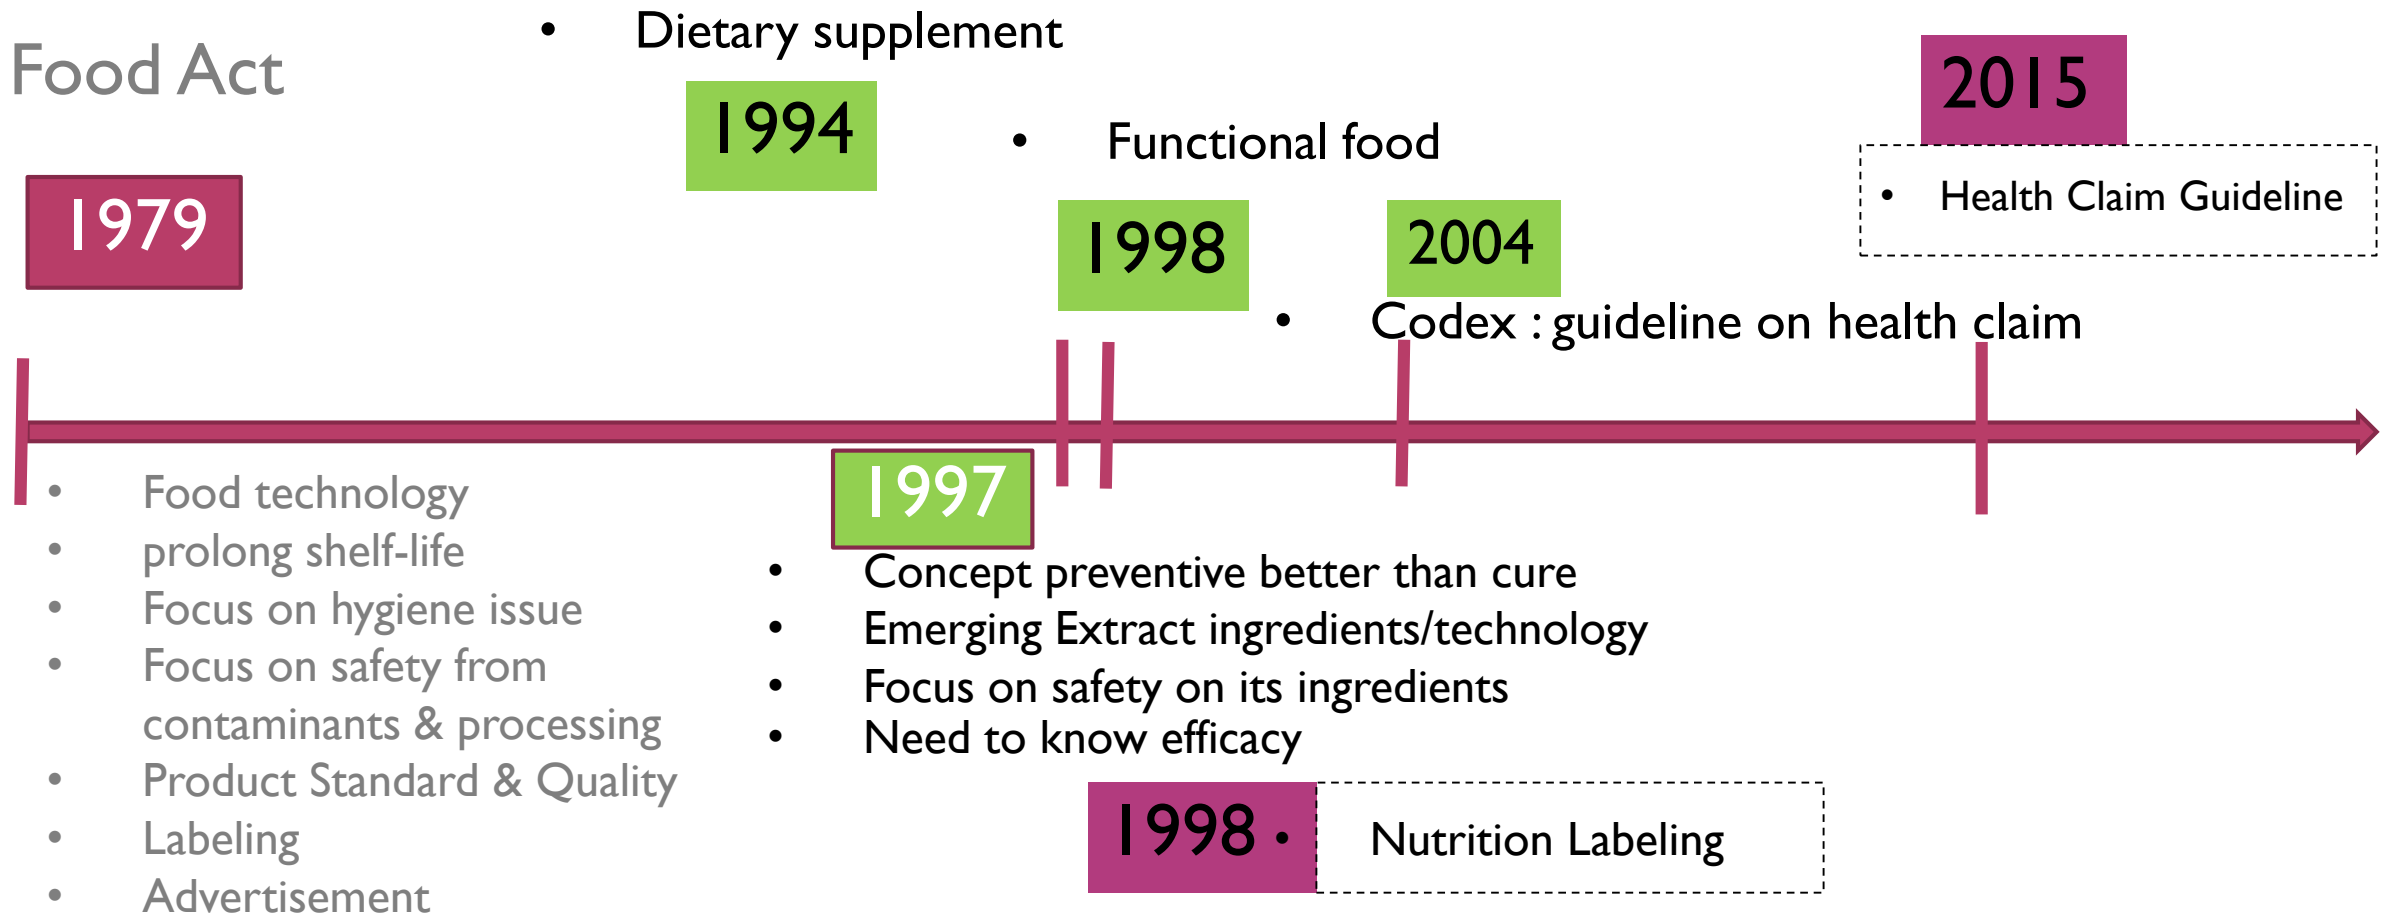 Food Act
1979
• Food technology
• prolong shelf-life
• Focus on hygiene issue
• Focus on safety from
contaminants & processing
• Product Standard & Quality
• Labeling
• Advertisement
• Dietary supplement
1994
1997
• Concept preventive better than cure
• Emerging Extract ingredients/technology
• Focus on safety on its ingredients
• Need to know efficacy
• Functional food
1998
1998 • Nutrition Labeling
2004
• Codex : guideline on health claim
2015
• Health Claim Guideline